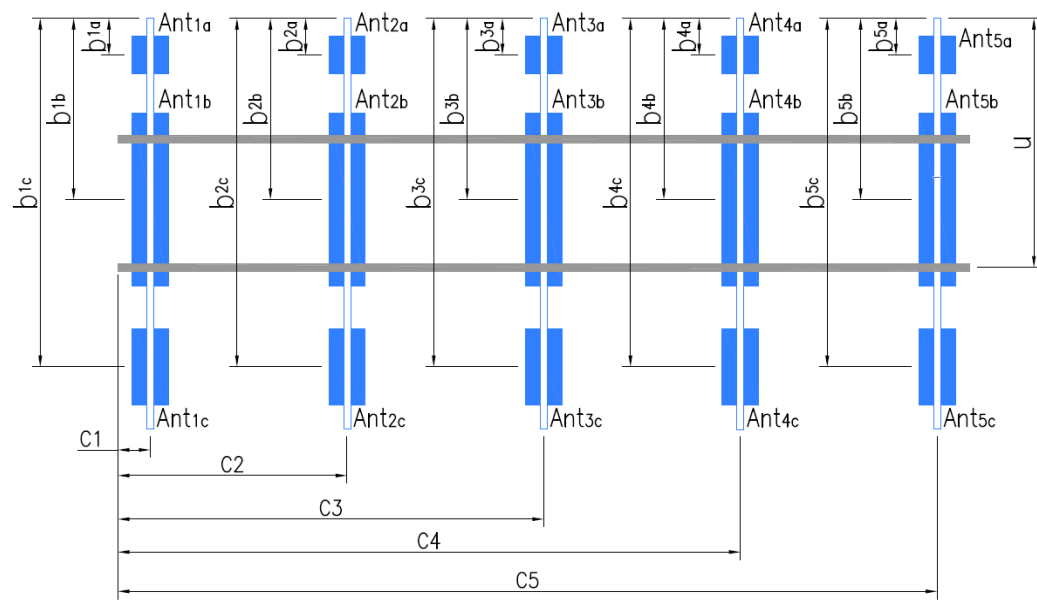 b1a Ant1a b2a Ant2a b3a Ant3a b4a Ant4a b5a Ant5a
b1b Ant1b b2b Ant2b b3b Ant3b b4b Ant4b b5b Ant5b
u
b1c b2c b3c b4c b5c
Ant1c Ant2c Ant3c Ant4c Ant5c
C1
C2
C3
C4
C5